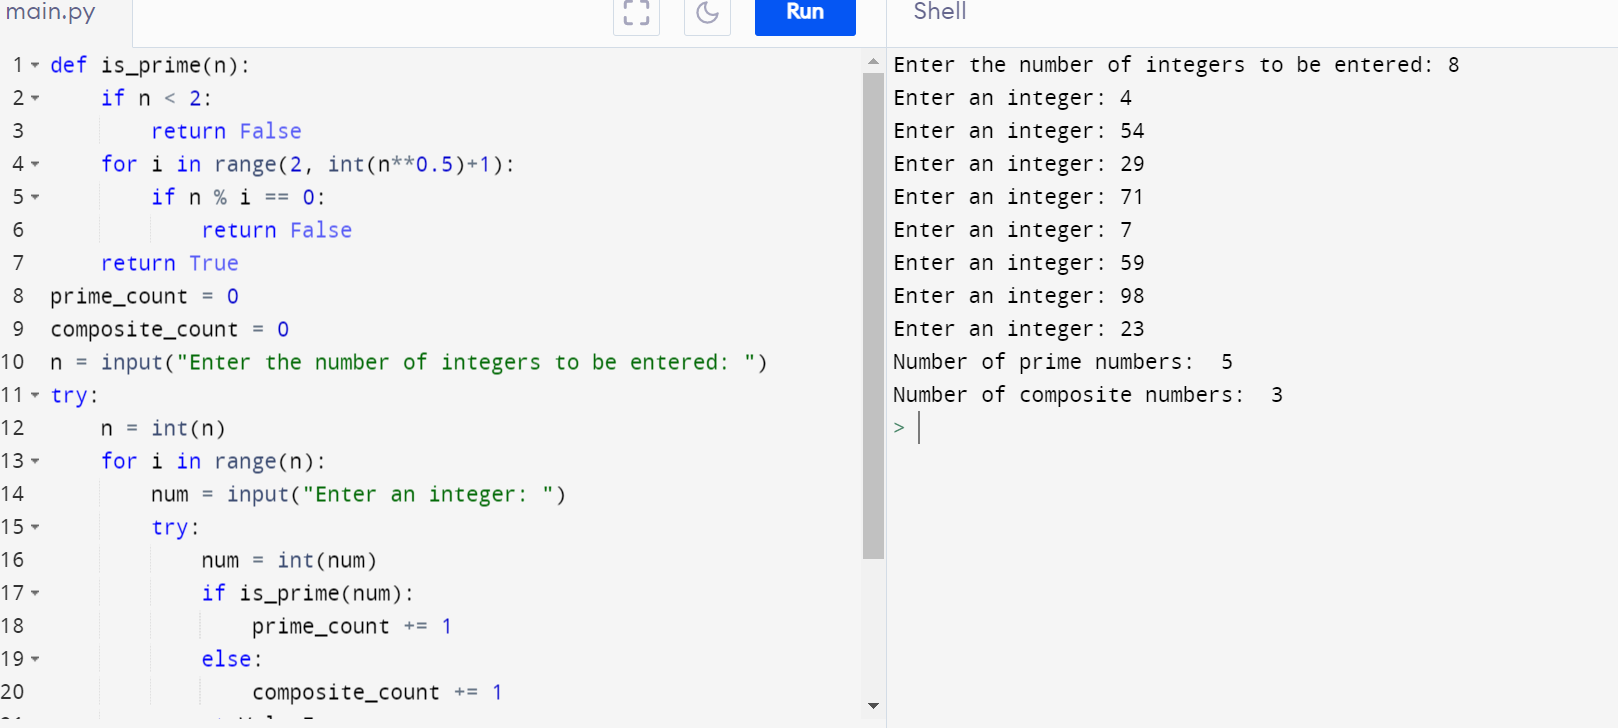 main.py
Run
Shell
1 def is_prime(n):
2 if n < 2:
3 return False
4 for i in range(2, int(n**0.5)+1):
5 if n % i == 0:
6 return False
7 return True
8 prime_count = 0
9 composite_count = 0
10 n = input("Enter the number of integers to be entered: ")
11 try:
12 n = int(n)
13 for i in range(n):
14 num = input("Enter an integer: ")
15 try:
16 num = int(num)
17 if is_prime(num):
18 prime_count += 1
19 else:
20 composite_count += 1
Enter the number of integers to be entered: 8
Enter an integer: 4
Enter an integer: 54
Enter an integer: 29
Enter an integer: 71
Enter an integer: 7
Enter an integer: 59
Enter an integer: 98
Enter an integer: 23
Number of prime numbers:  5
Number of composite numbers:  3
>